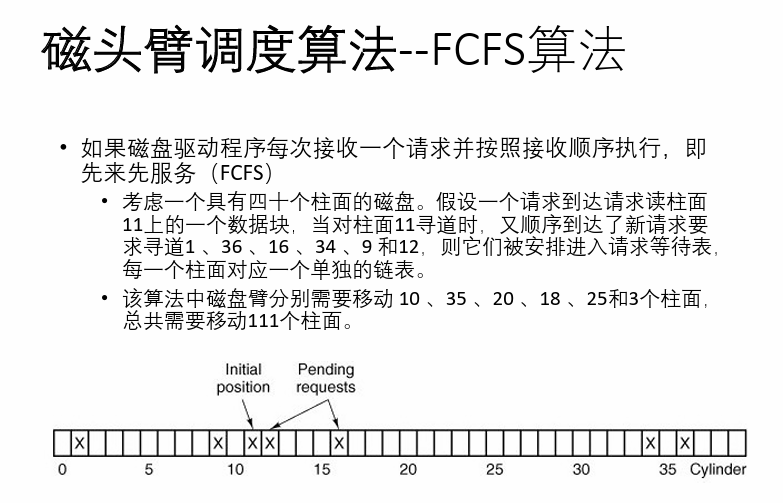 磁头臂调度算法--FCFS算法
• 如果磁盘驱动程序每次接收一个请求并按照接收顺序执行，即
先来先服务（FCFS）
• 考虑一个具有四十个柱面的磁盘。假设一个请求到达请求读柱面
11上的一个数据块，当对柱面11寻道时，又顺序到达了新请求要
求寻道1 、36 、16 、34 、9 和12，则它们被安排进入请求等待表，
每一个柱面对应一个单独的链表。
• 该算法中磁盘臂分别需要移动 10 、35 、20 、18 、25和3个柱面，
总共需要移动111个柱面。
Initial Pending
position requests
X X X X X X X
0 5 10 15 20 25 30 35 Cylinder